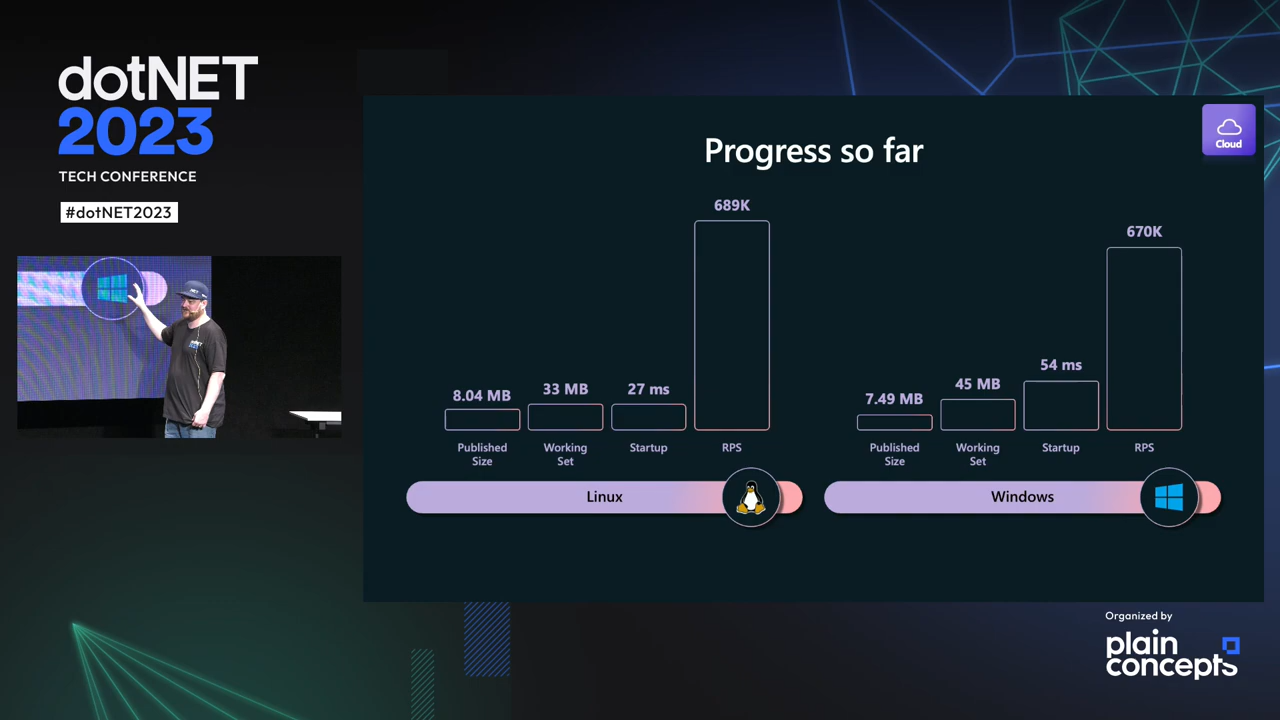 dotNET
2023
TECH CONFERENCE
#dotNET2023
Cloud
Progress so far
689K
670K
8.04 MB
33 MB
27 ms
7.49 MB
45 MB
54 ms
Published
Size
Working
Set
Startup
RPS
Published
Size
Working
Set
Startup
RPS
Linux
Windows
Organized by
plain
concepts